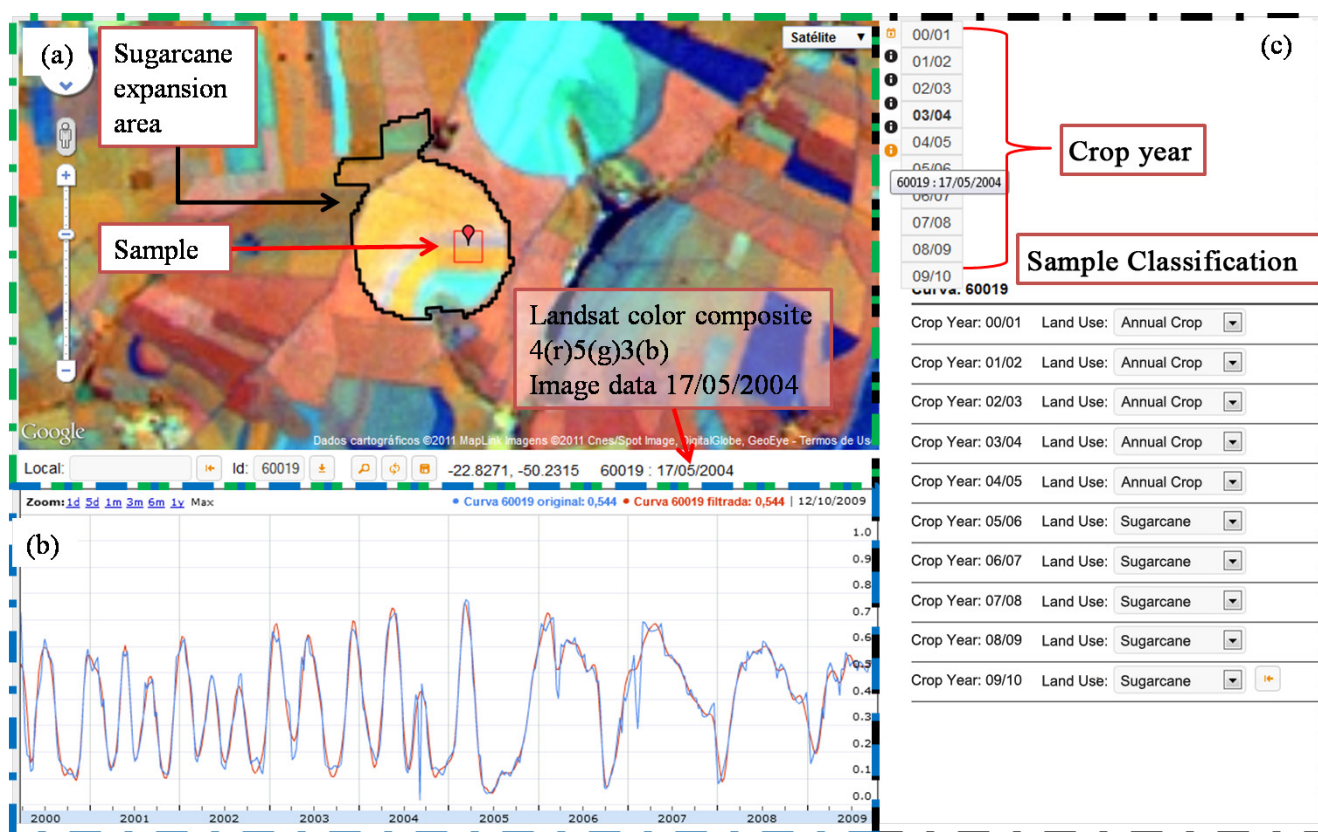 (a)
Sugarcane
expansion
area
Sample
Satélite
Landsat color composite
4(r)5(g)3(b)
Image data 17/05/2004
Google
Dados cartográficos ©2011 MapLink Imagens ©2011 Cnes/Spot Image, DigitalGlobe, GeoEye - Termos de Us
Local: Id: 60019 -22.8271, -50.2315 60019 : 17/05/2004
Zoom: 1d 5d 1m 3m 6m 1y Max • Curva 60019 original: 0,544 • Curva 60019 filtrada: 0,544 | 12/10/2009
(b)
1.0
0.9
0.8
0.7
0.6
0.5
0.4
0.3
0.2
0.1
0.0
2000 2001 2002 2003 2004 2005 2006 2007 2008 2009
(c)
00/01
01/02
02/03
03/04
04/05
05/06
60019 : 17/05/2004
06/07
07/08
08/09
09/10
Crop year
Sample Classification
Curva: 60019
Crop Year: 00/01 Land Use: Annual Crop
Crop Year: 01/02 Land Use: Annual Crop
Crop Year: 02/03 Land Use: Annual Crop
Crop Year: 03/04 Land Use: Annual Crop
Crop Year: 04/05 Land Use: Annual Crop
Crop Year: 05/06 Land Use: Sugarcane
Crop Year: 06/07 Land Use: Sugarcane
Crop Year: 07/08 Land Use: Sugarcane
Crop Year: 08/09 Land Use: Sugarcane
Crop Year: 09/10 Land Use: Sugarcane